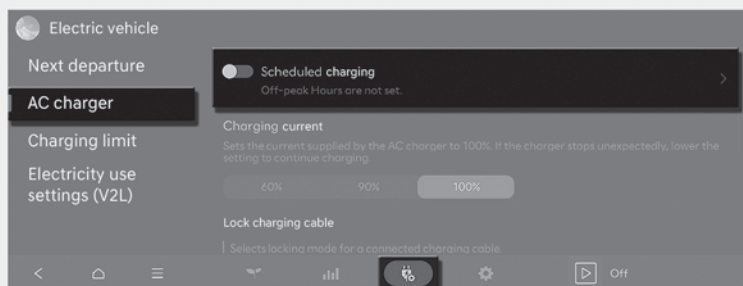 Electric vehicle
Next departure
AC charger
Charging limit
Electricity use
settings (V2L)
Scheduled charging
Off-peak Hours are not set.
Charging current
Sets the current supplied by the AC charger to 100%. If the charger stops unexpectedly, lower the
setting to continue charging.
60% 90% 100%
Lock charging cable
Selects locking mode for a connected charging cable.
Off